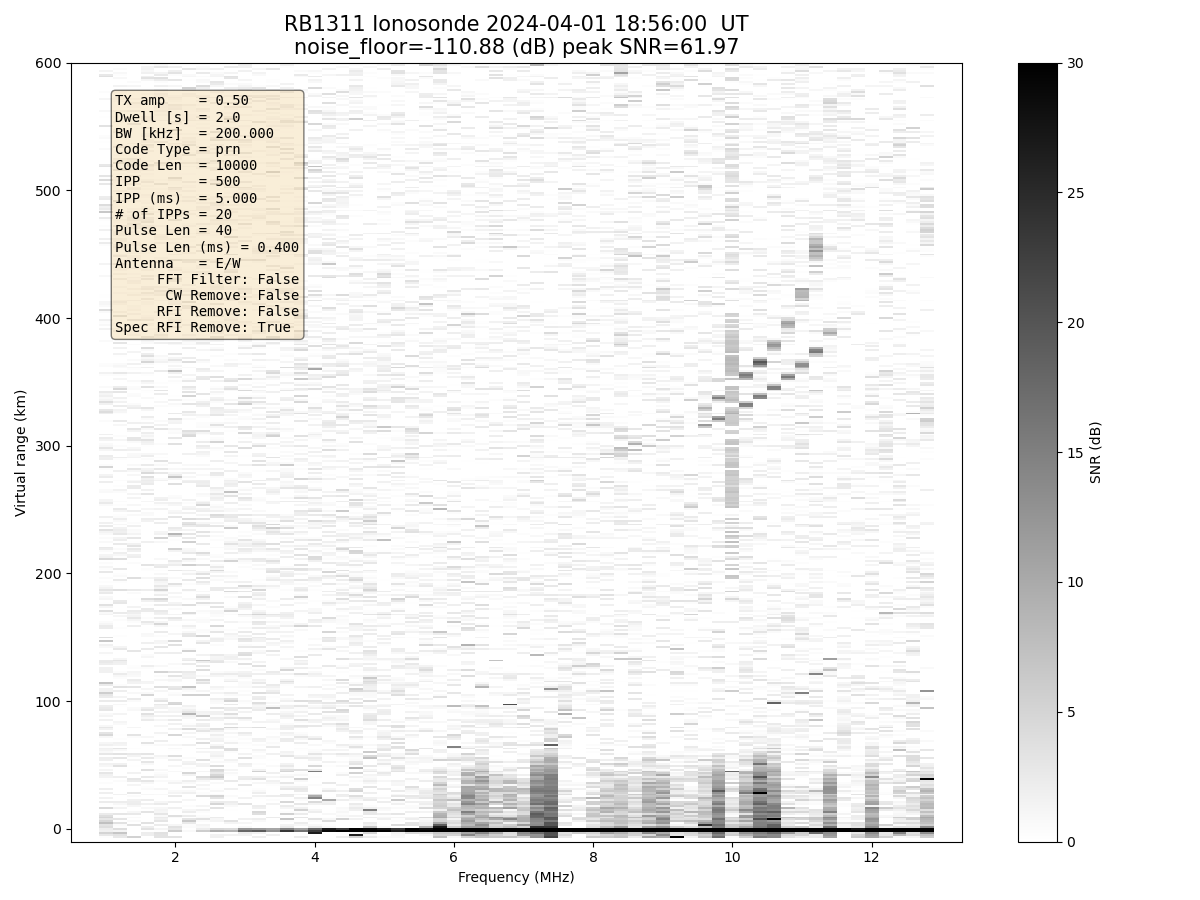 RB1311 Ionosonde 2024-04-01 18:56:00  UT
noise_floor=-110.88 (dB) peak SNR=61.97
600
500
400
300
200
100
0
Virtual range (km)
TX amp    = 0.50
Dwell [s] = 2.0
BW [kHz]  = 200.000
Code Type = prn
Code Len  = 10000
IPP       = 500
IPP (ms)  = 5.000
# of IPPs = 20
Pulse Len = 40
Pulse Len (ms) = 0.400
Antenna   = E/W
FFT Filter: False
CW Remove: False
RFI Remove: False
Spec RFI Remove: True
2 4 6 8 10 12
Frequency (MHz)
30
25
20
15
10
5
0
SNR (dB)